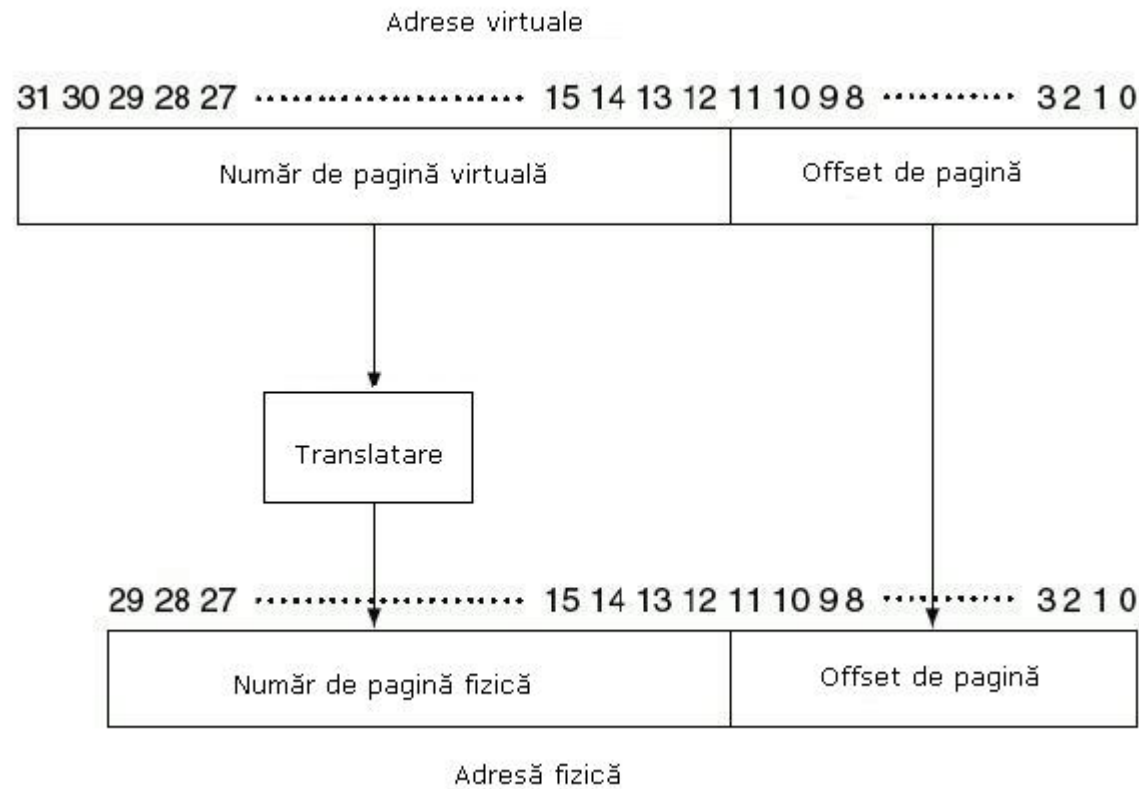 Adrese virtuale
31 30 29 28 27 ..................... 15 14 13 12 11 10 9 8 .......... 3 2 1 0
Număr de pagină virtuală Offset de pagină
Translatare
29 28 27 ..................... 15 14 13 12 11 10 9 8 .......... 3 2 1 0
Număr de pagină fizică Offset de pagină
Adresă fizică